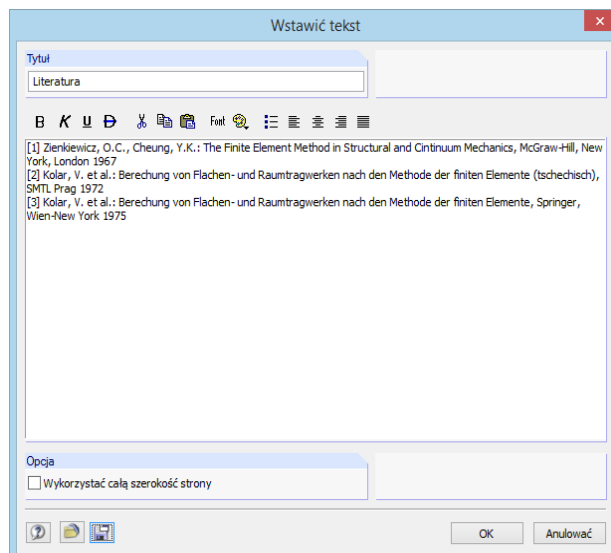 Wstawić tekst
Tytuł
Literatura
B K U D Font
[1] Zienkiewicz, O.C., Cheung, Y.K.: The Finite Element Method in Structural and Cintinuum Mechanics, McGraw-Hill, New
York, London 1967
[2] Kolar, V. et al.: Berechung von Flachen- und Raumtragwerken nach den Methode der finiten Elemente (tschechisch),
SMTL Prag 1972
[3] Kolar, V. et al.: Berechung von Flachen- und Raumtragwerken nach den Methode der finiten Elemente, Springer,
Wien-New York 1975
Opcja
Wykorzystać całą szerokość strony
OK Anulować